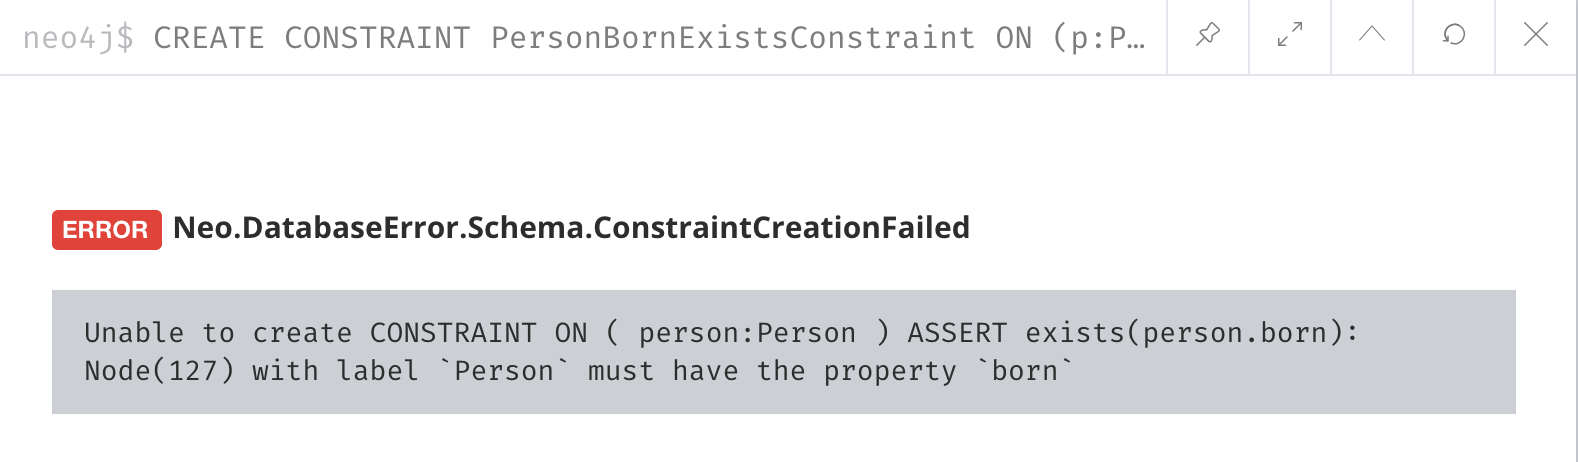 neo4j$ CREATE CONSTRAINT PersonBornExistsConstraint ON (p:P…
ERROR Neo.DatabaseError.Schema.ConstraintCreationFailed
Unable to create CONSTRAINT ON ( person:Person ) ASSERT exists(person.born):
Node(127) with label `Person` must have the property `born`